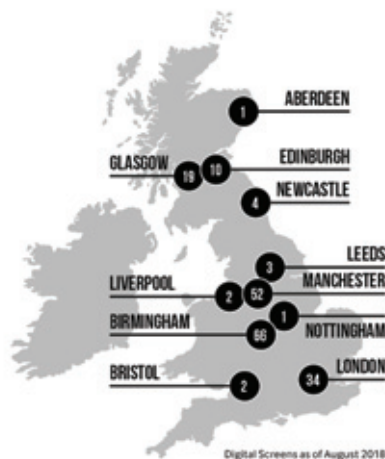 ABERDEEN
1
GLASGOW
19
10
EDINBURGH
4
NEWCASTLE
3
LEEDS
LIVERPOOL
2
52
MANCHESTER
1
NOTTINGHAM
BIRMINGHAM
66
BRISTOL
2
34
LONDON
Digital Screens as of August 2018